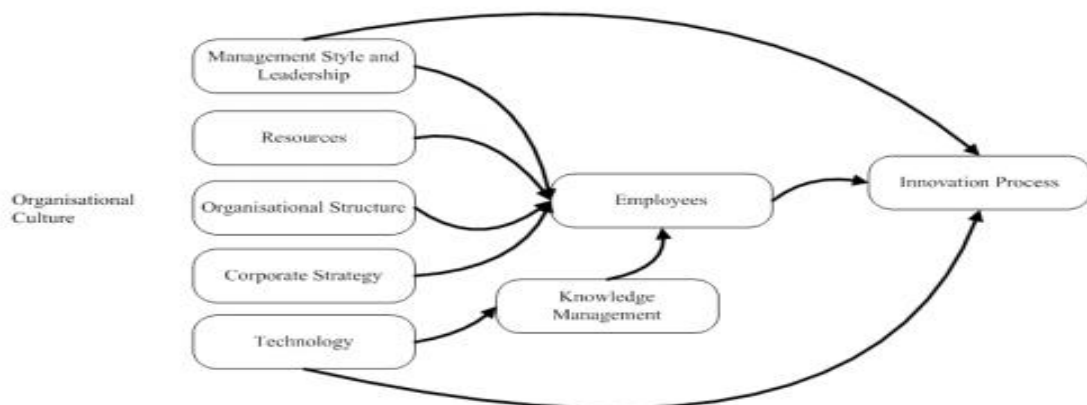 Management Style and
Leadership
Resources
Organisational
Culture
Organisational Structure
Employees
Innovation Process
Corporate Strategy
Knowledge
Management
Technology